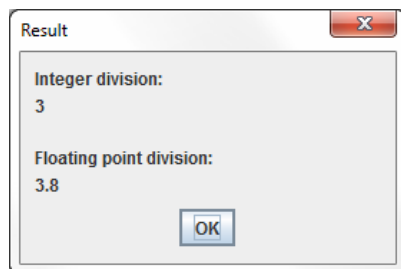 Result
Integer division:
3
Floating point division:
3.8
OK